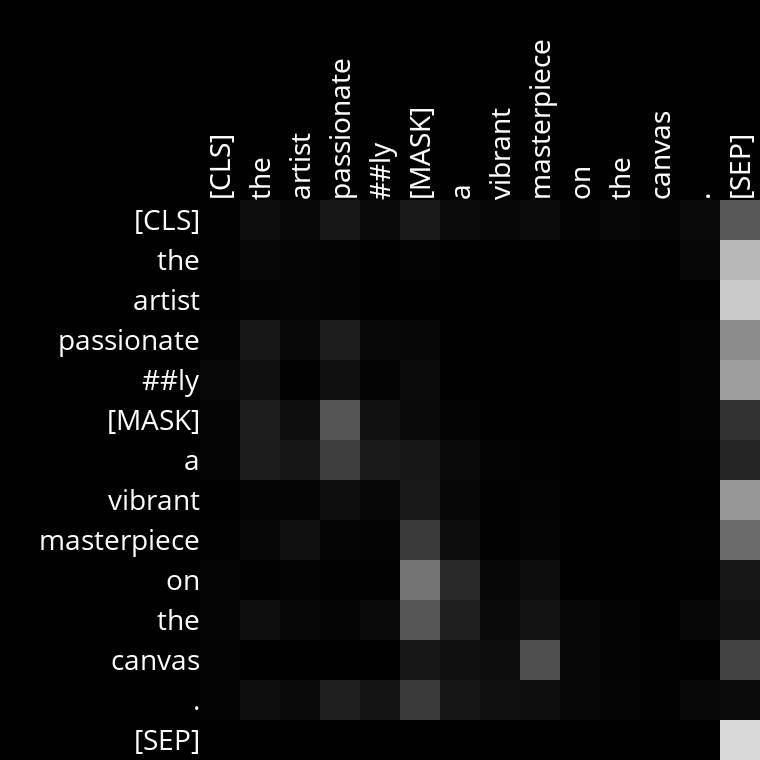 [CLS] the artist passionate ##ly [MASK] a vibrant masterpiece on the canvas . [SEP]
[CLS]
the
artist
passionate
##ly
[MASK]
a
vibrant
masterpiece
on
the
canvas
.
[SEP]